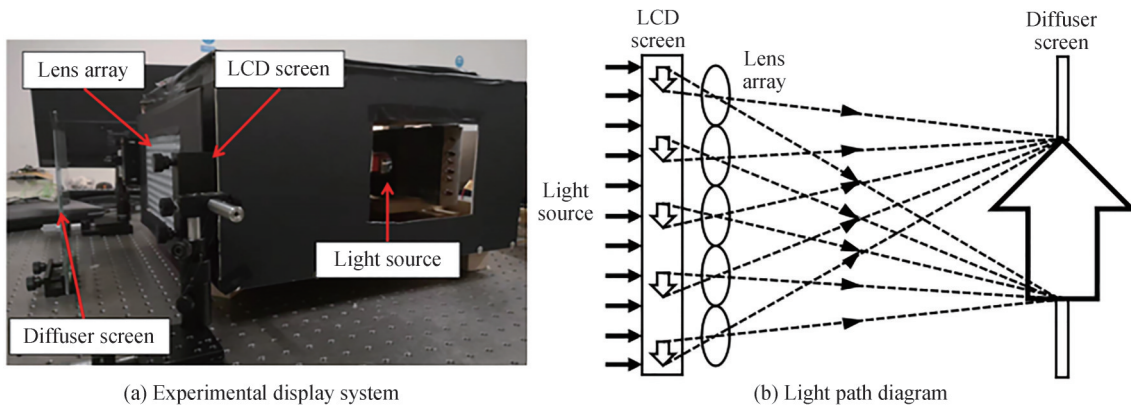 Lens array
LCD screen
Light source
Diffuser screen
(a) Experimental display system
LCD
screen
Lens
array
Diffuser
screen
Light
source
(b) Light path diagram